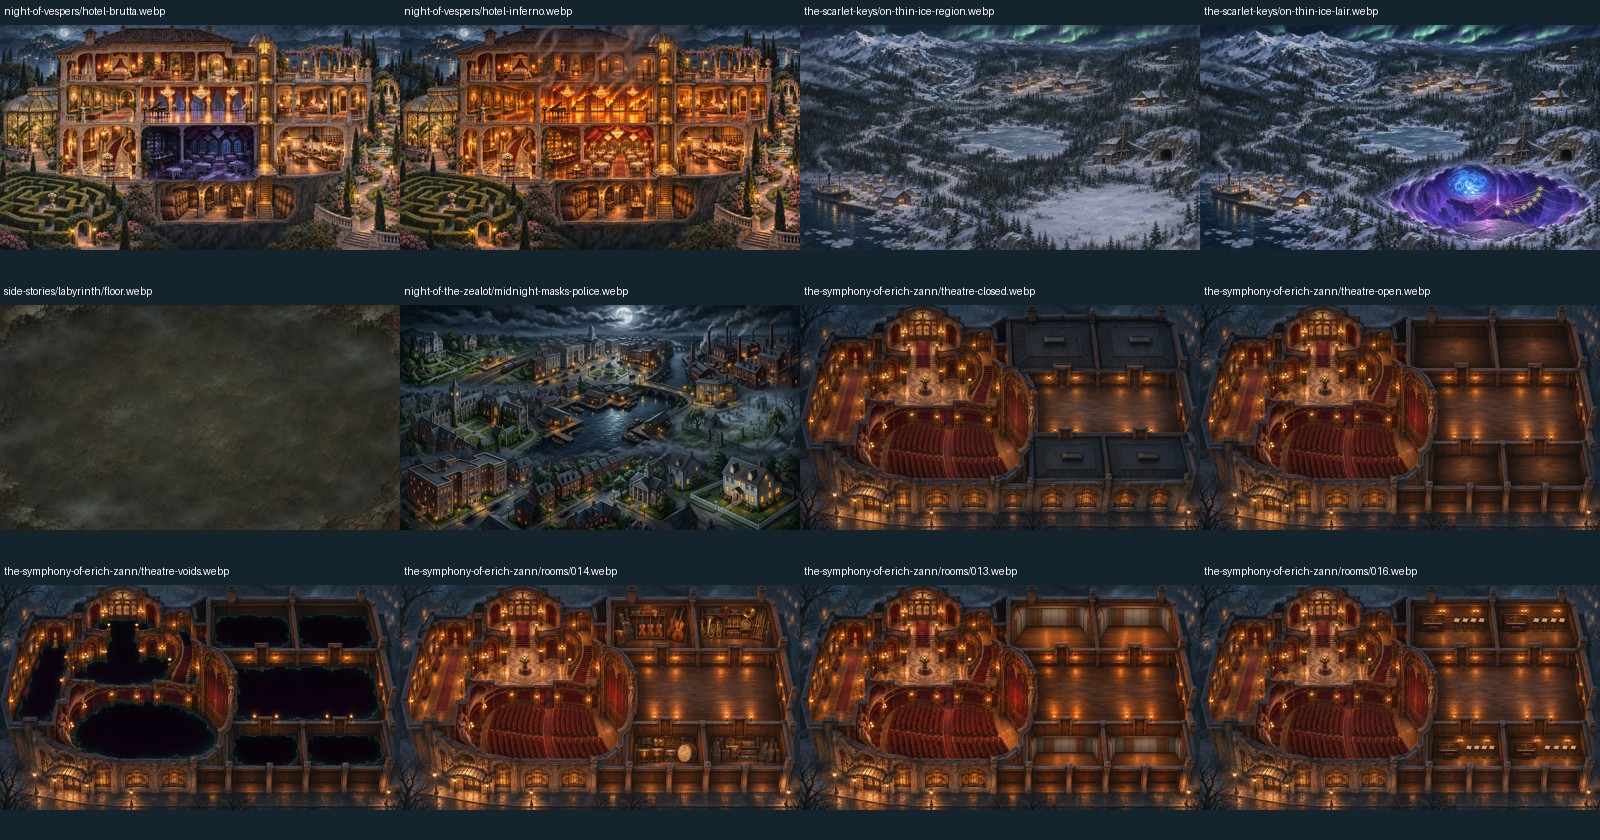 night-of-vespers/hotel-brutta.webp
night-of-vespers/hotel-inferno.webp
the-scarlet-keys/on-thin-ice-region.webp
the-scarlet-keys/on-thin-ice-lair.webp
side-stories/labyrinth/floor.webp
night-of-the-zealot/midnight-masks-police.webp
the-symphony-of-erich-zann/theatre-closed.webp
the-symphony-of-erich-zann/theatre-open.webp
the-symphony-of-erich-zann/theatre-voids.webp
the-symphony-of-erich-zann/rooms/014.webp
the-symphony-of-erich-zann/rooms/013.webp
the-symphony-of-erich-zann/rooms/016.webp